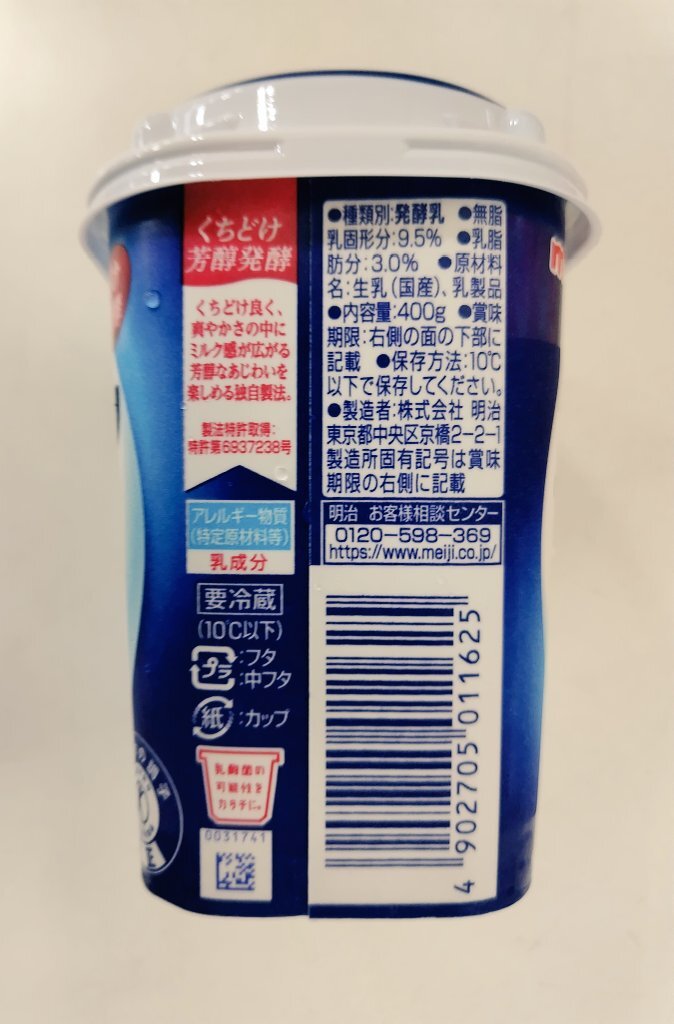 くちどけ
芳醇発酵
くちどけ良く、
爽やかさの中に
ミルク感が広がる
芳醇なあじわいを
楽しめる独自製法。
製法特許取得:
特許第6937238号
アレルギー物質
(特定原材料等)
乳成分
要冷蔵
(10℃以下)
プラ:フタ
:中フタ
紙:カップ
乳酸菌の
可能性を
カラダに。
0031741
●種類別:発酵乳 ●無脂
乳固形分:9.5% ●乳脂
肪分:3.0% ●原材料
名:生乳(国産)、乳製品
●内容量:400g ●賞味
期限:右側の面の下部に
記載 ●保存方法:10℃
以下で保存してください。
●製造者:株式会社 明治
東京都中央区京橋2-2-1
製造所固有記号は賞味
期限の右側に記載
明治 お客様相談センター
0120-598-369
https://www.meiji.co.jp/
4 902705 011625